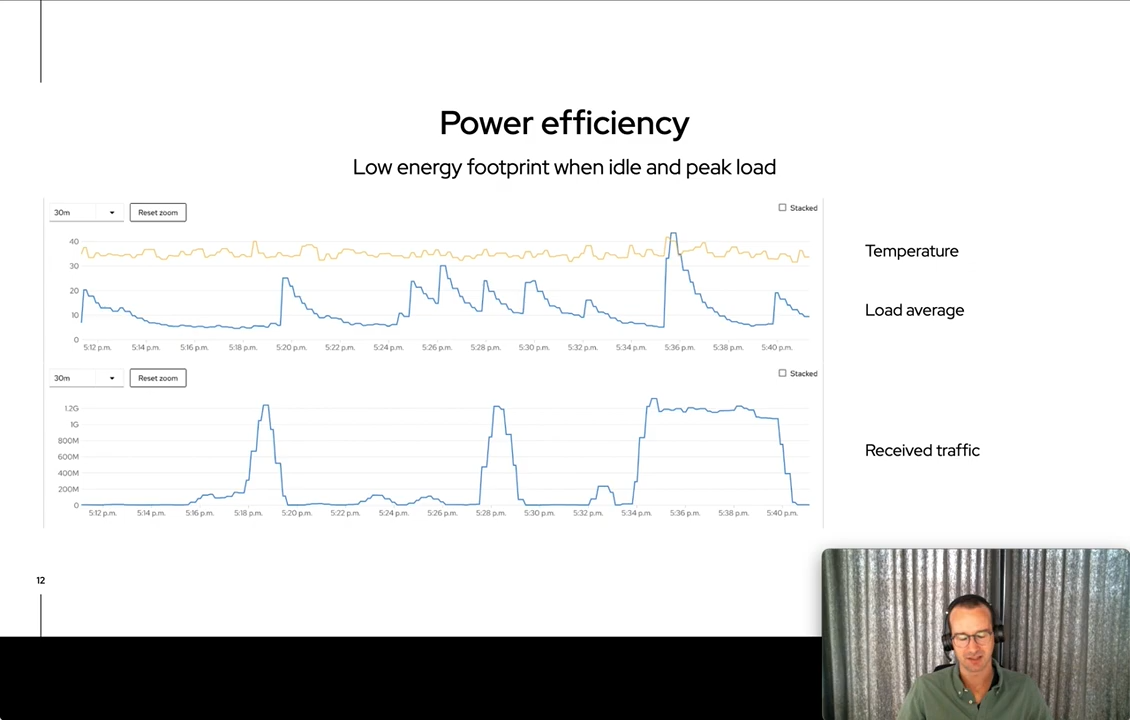 Power efficiency
Low energy footprint when idle and peak load
30m
Reset zoom
Stacked
40
30
20
10
0
5:12 p.m. 5:14 p.m. 5:16 p.m. 5:18 p.m. 5:20 p.m. 5:22 p.m. 5:24 p.m. 5:26 p.m. 5:28 p.m. 5:30 p.m. 5:32 p.m. 5:34 p.m. 5:36 p.m. 5:38 p.m. 5:40 p.m.
Temperature
Load average
30m
Reset zoom
Stacked
1.2G
1G
800M
600M
400M
200M
0
5:12 p.m. 5:14 p.m. 5:16 p.m. 5:18 p.m. 5:20 p.m. 5:22 p.m. 5:24 p.m. 5:26 p.m. 5:28 p.m. 5:30 p.m. 5:32 p.m. 5:34 p.m. 5:36 p.m. 5:38 p.m. 5:40 p.m.
Received traffic
12